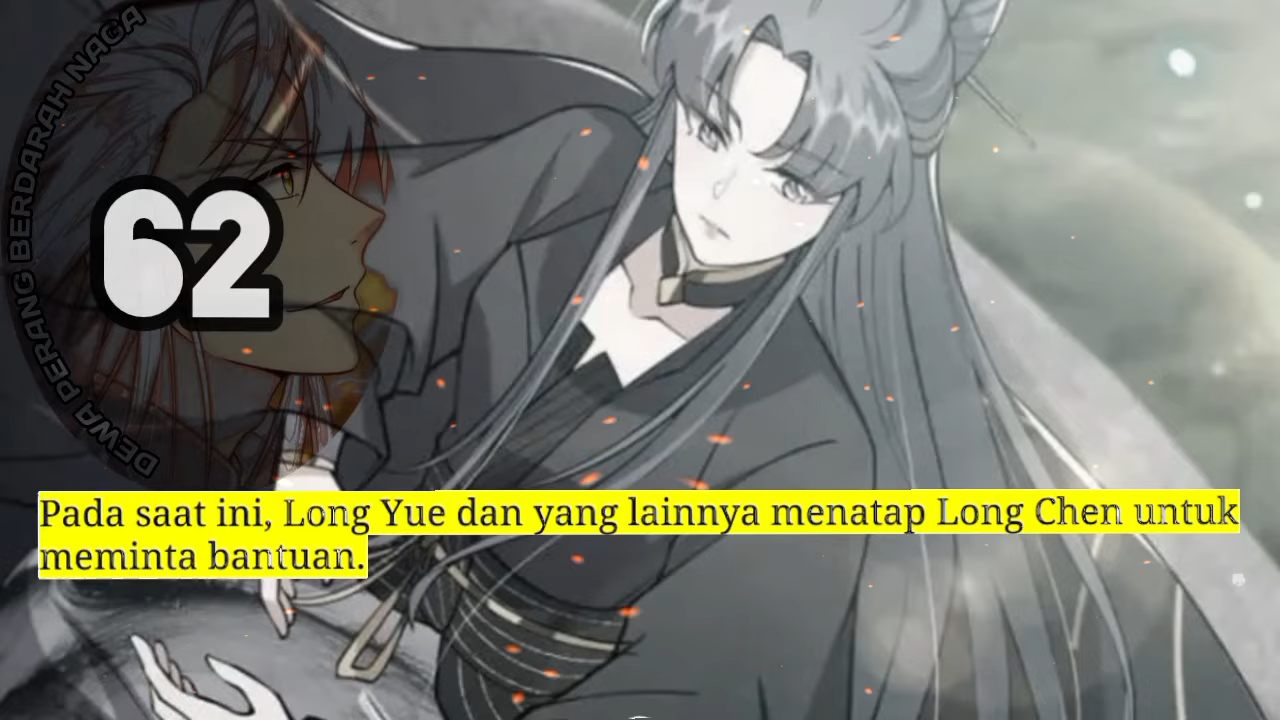 DEWA PERANG BERDARAH NAGA
62
Pada saat ini, Long Yue dan yang lainnya menatap Long Chen untuk
meminta bantuan.